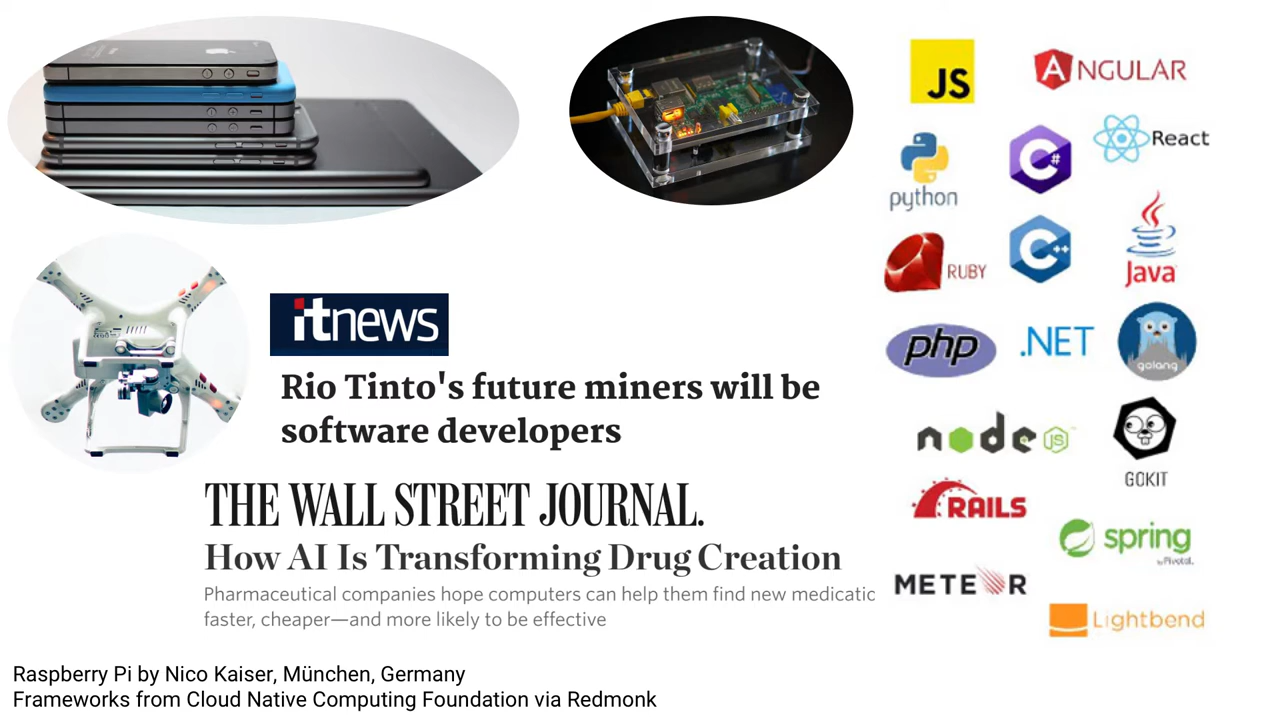 JS
ANGULAR
python
C#
React
RUBY
C++
Java
php
.NET
golang
node
JS
GOKIT
RAILS
spring
by Pivotal.
METEOR
Lightbend
itnews
Rio Tinto's future miners will be
software developers
THE WALL STREET JOURNAL.
How AI Is Transforming Drug Creation
Pharmaceutical companies hope computers can help them find new medicatic
faster, cheaper—and more likely to be effective
Raspberry Pi by Nico Kaiser, München, Germany
Frameworks from Cloud Native Computing Foundation via Redmonk